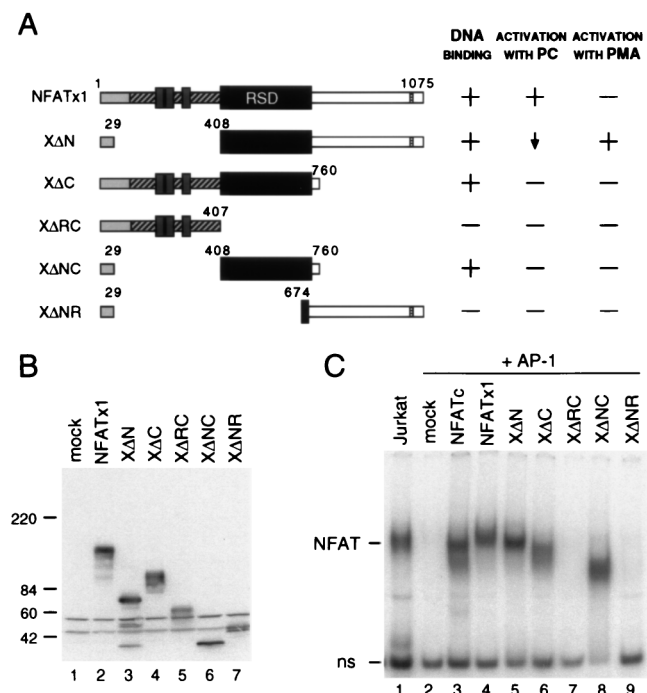 A
DNA BINDING ACTIVATION WITH PC ACTIVATION WITH PMA
1 1075
NFATx1 RSD + + −
29 408
XΔN + ↓ +
760
XΔC + − −
407
XΔRC − − −
29 408 760
XΔNC + − −
29 674
XΔNR − − −
B
mock NFATx1 XΔN XΔC XΔRC XΔNC XΔNR
220
84
60
42
1 2 3 4 5 6 7
C
+ AP-1
Jurkat mock NFATc NFATx1 XΔN XΔC XΔRC XΔNC XΔNR
NFAT
ns
1 2 3 4 5 6 7 8 9